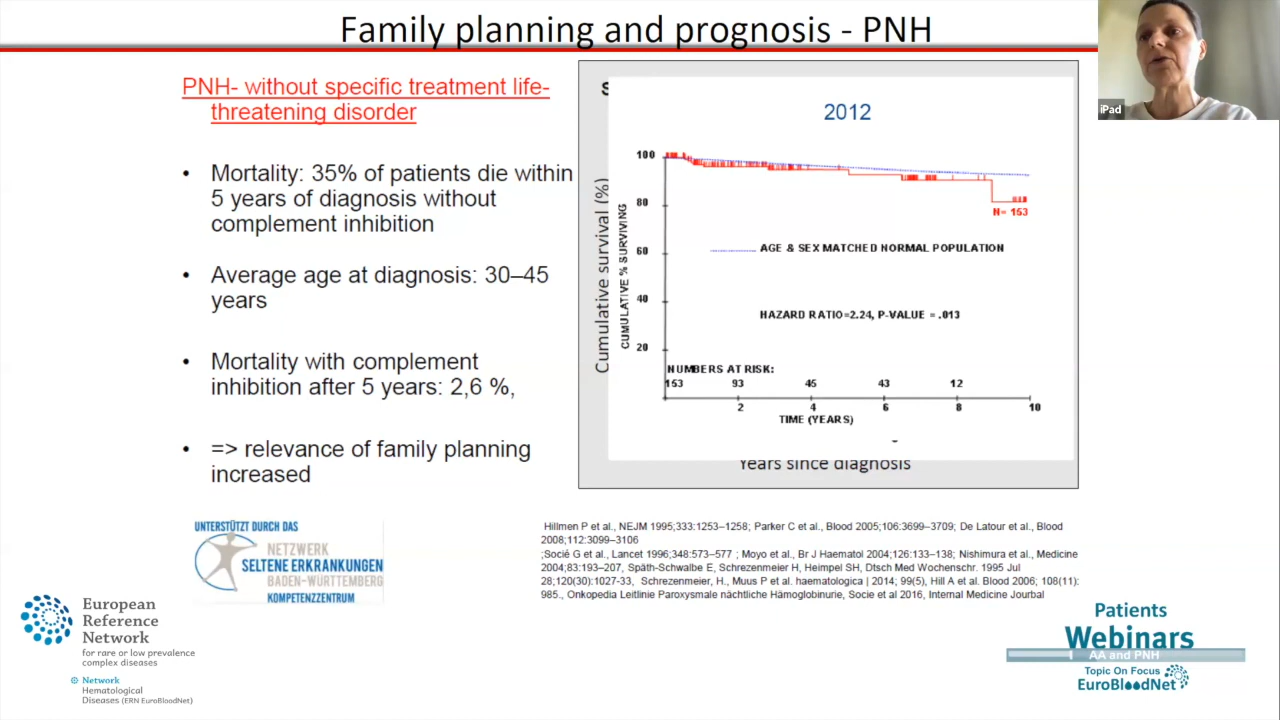 Family planning and prognosis - PNH
iPad
PNH- without specific treatment life-
threatening disorder
• Mortality: 35% of patients die within
5 years of diagnosis without
complement inhibition
• Average age at diagnosis: 30–45
years
• Mortality with complement
inhibition after 5 years: 2,6 %,
• => relevance of family planning
increased
2012
Cumulative survival (%)
CUMULATIVE % SURVIVING
100
80
60
40
20
N= 153
AGE & SEX MATCHED NORMAL POPULATION
HAZARD RATIO=2.24, P-VALUE = .013
NUMBERS AT RISK:
153 93 45 43 12
2 4 6 8 10
TIME (YEARS)
Years since diagnosis
Hillmen P et al., NEJM 1995;333:1253–1258; Parker C et al., Blood 2005;106:3699–3709; De Latour et al., Blood
2008;112:3099–3106
;Socié G et al., Lancet 1996;348:573–577 ; Moyo et al., Br J Haematol 2004;126:133–138; Nishimura et al., Medicine
2004;83:193–207, Späth-Schwalbe E, Schrezenmeier H, Heimpel SH, Dtsch Med Wochenschr. 1995 Jul
28;120(30):1027-33, Schrezenmeier, H., Muus P et al. haematologica | 2014; 99(5), Hill A et al. Blood 2006; 108(11):
985., Onkopedia Leitlinie Paroxysmale nächtliche Hämoglobinurie, Socie et al 2016, Internal Medicine Jourbal
UNTERSTÜTZT DURCH DAS
NETZWERK
SELTENE ERKRANKUNGEN
BADEN-WÜRTTEMBERG
KOMPETENZZENTRUM
European
Reference
Network
for rare or low prevalence
complex diseases
Network
Hematological
Diseases (ERN EuroBloodNet)
Patients
Webinars
AA and PNH
Topic On Focus
EuroBloodNet